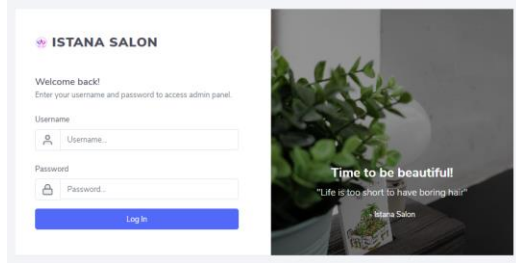 ISTANA SALON
Welcome back!
Enter your username and password to access admin panel.
Username
Username...
Password
Password...
Log In
Time to be beautiful!
"Life is too short to have boring hair"
- Istana Salon